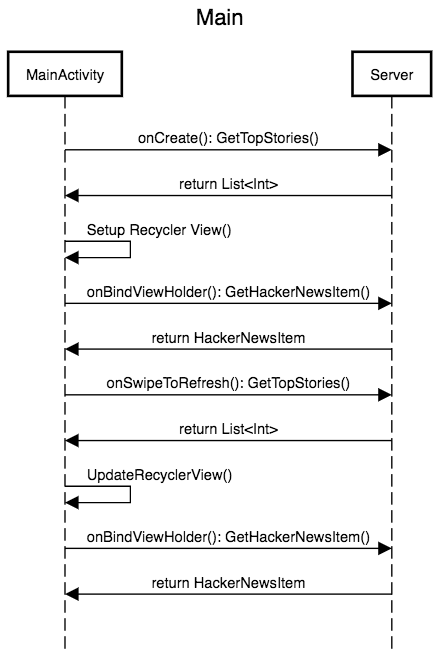 Main
MainActivity
Server
onCreate(): GetTopStories()
return List<Int>
Setup Recycler View()
onBindViewHolder(): GetHackerNewsItem()
return HackerNewsItem
onSwipeToRefresh(): GetTopStories()
return List<Int>
UpdateRecyclerView()
onBindViewHolder(): GetHackerNewsItem()
return HackerNewsItem